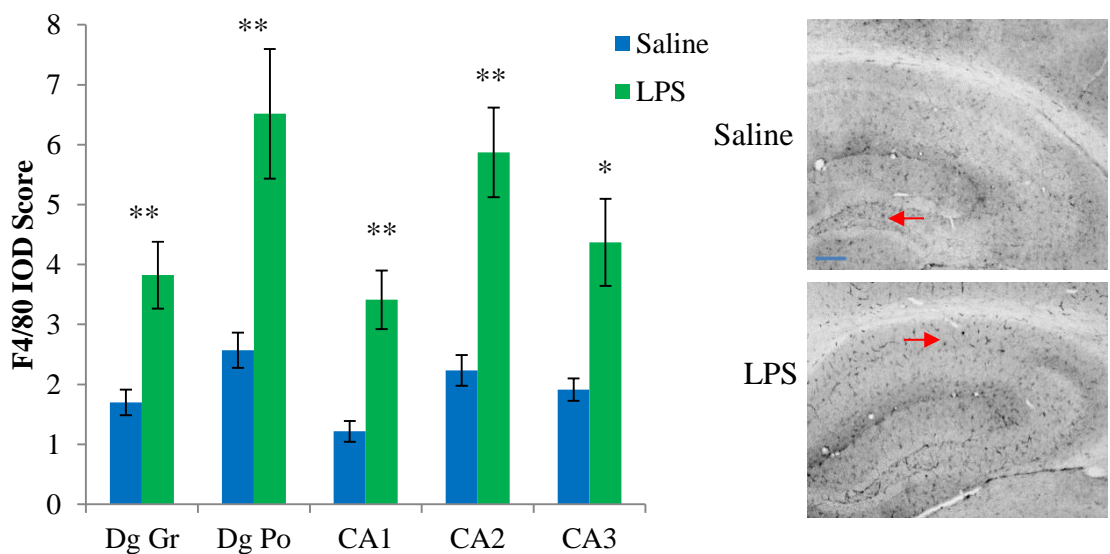 F4/80 IOD Score
8
7
6
5
4
3
2
1
0
**
**
**
**
*
Saline
LPS
Dg Gr
Dg Po
CA1
CA2
CA3
Saline
LPS